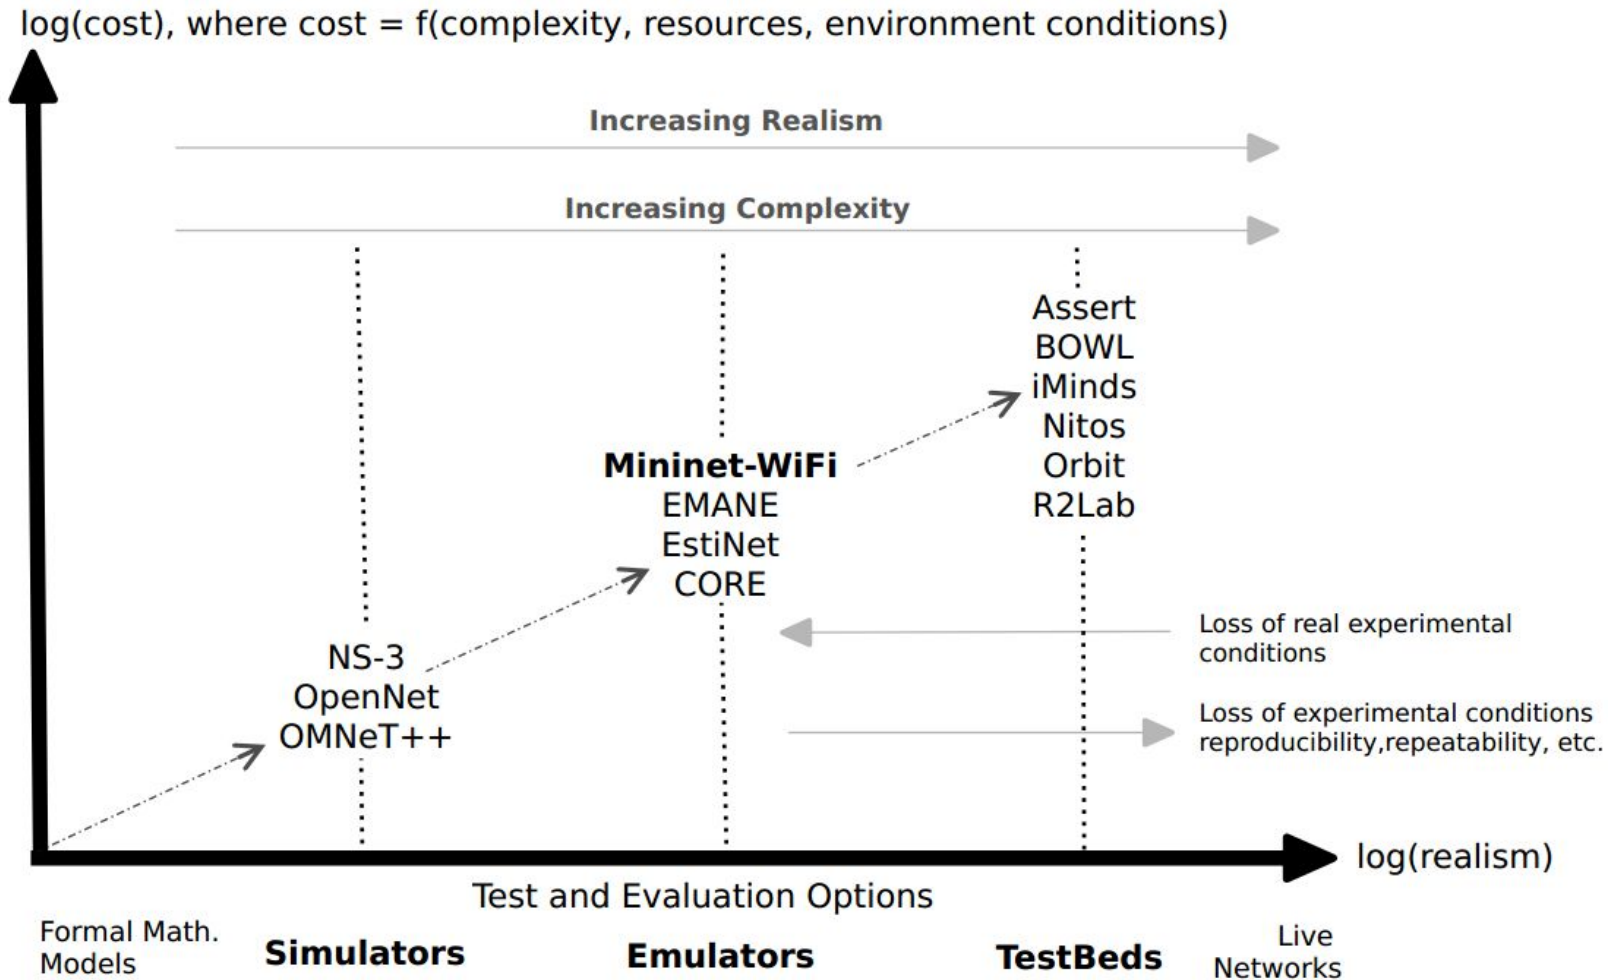 log(cost), where cost = f(complexity, resources, environment conditions)
Increasing Realism
Increasing Complexity
Assert
BOWL
iMinds
Nitos
Orbit
R2Lab
Mininet-WiFi
EMANE
EstiNet
CORE
NS-3
OpenNet
OMNeT++
Loss of real experimental
conditions
Loss of experimental conditions
reproducibility,repeatability, etc.
log(realism)
Test and Evaluation Options
Formal Math.
Models
Simulators
Emulators
TestBeds
Live
Networks